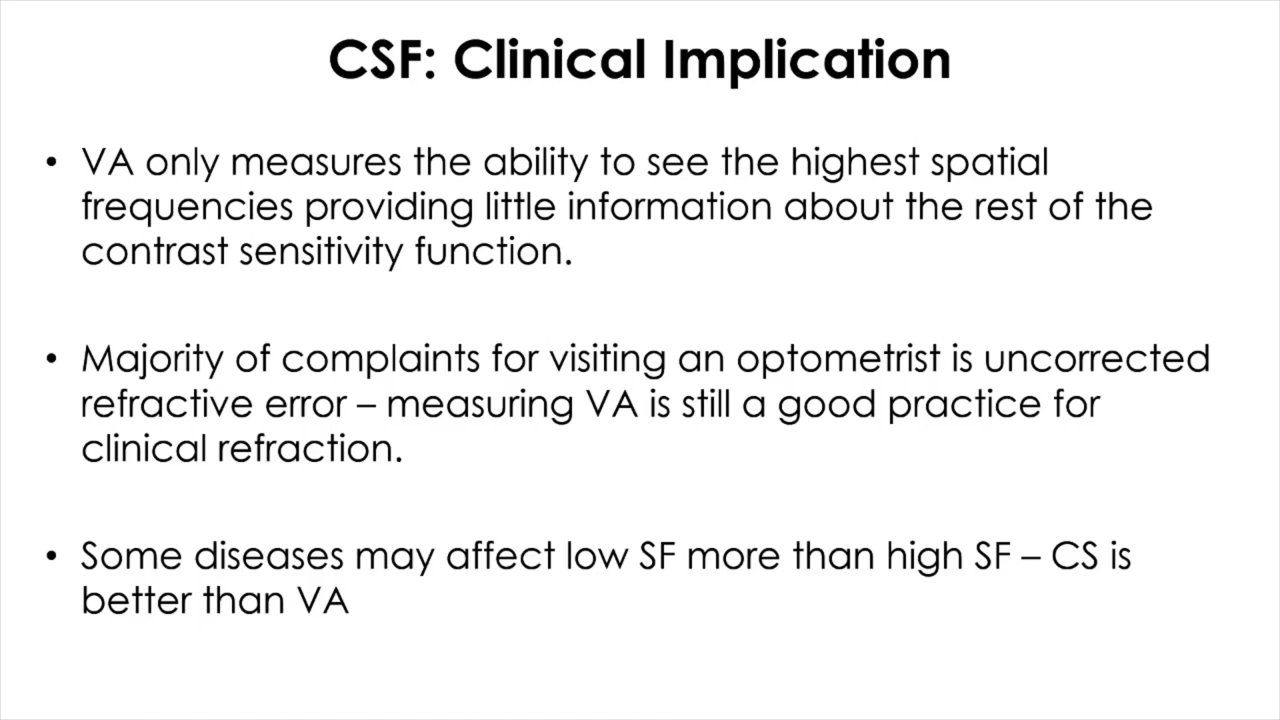 CSF: Clinical Implication
• VA only measures the ability to see the highest spatial
frequencies providing little information about the rest of the
contrast sensitivity function.
• Majority of complaints for visiting an optometrist is uncorrected
refractive error – measuring VA is still a good practice for
clinical refraction.
• Some diseases may affect low SF more than high SF – CS is
better than VA